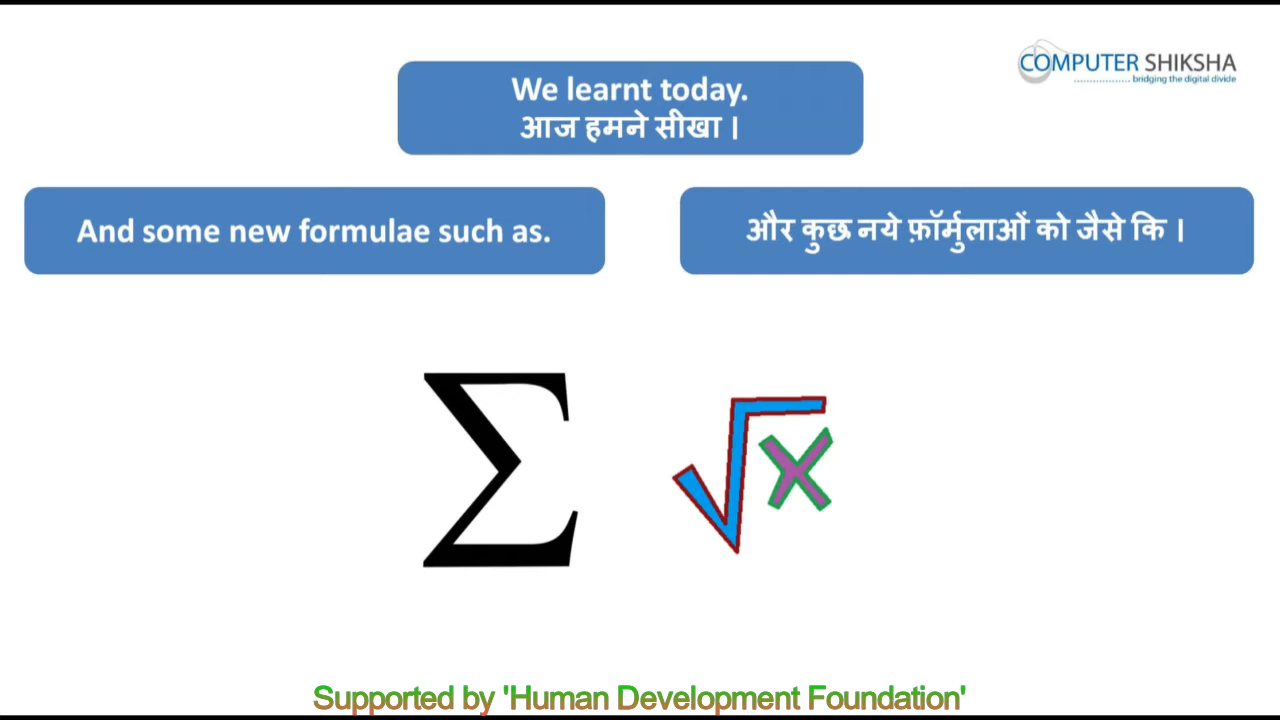 COMPUTER SHIKSHA
bridging the digital divide
We learnt today.
आज हमने सीखा ।
And some new formulae such as.
और कुछ नये फ़ॉर्मुलाओं को जैसे कि ।
Σ √x
Supported by 'Human Development Foundation'